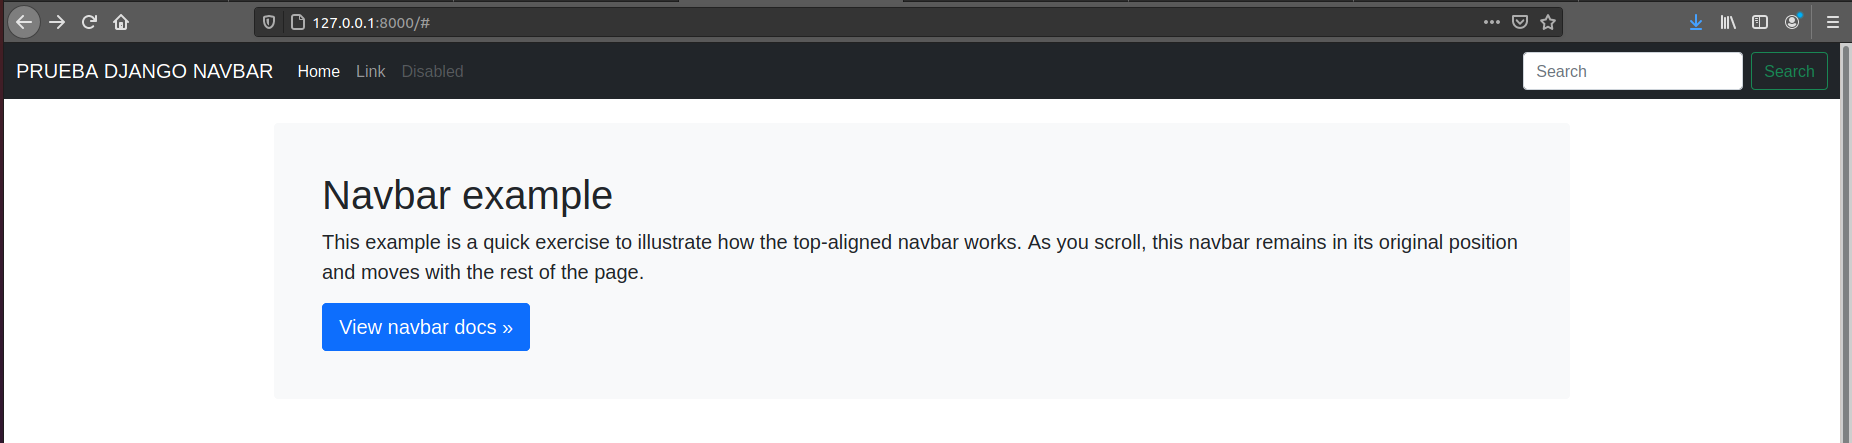 127.0.0.1:8000/#
PRUEBA DJANGO NAVBAR Home Link Disabled Search Search
Navbar example
This example is a quick exercise to illustrate how the top-aligned navbar works. As you scroll, this navbar remains in its original position
and moves with the rest of the page.
View navbar docs »